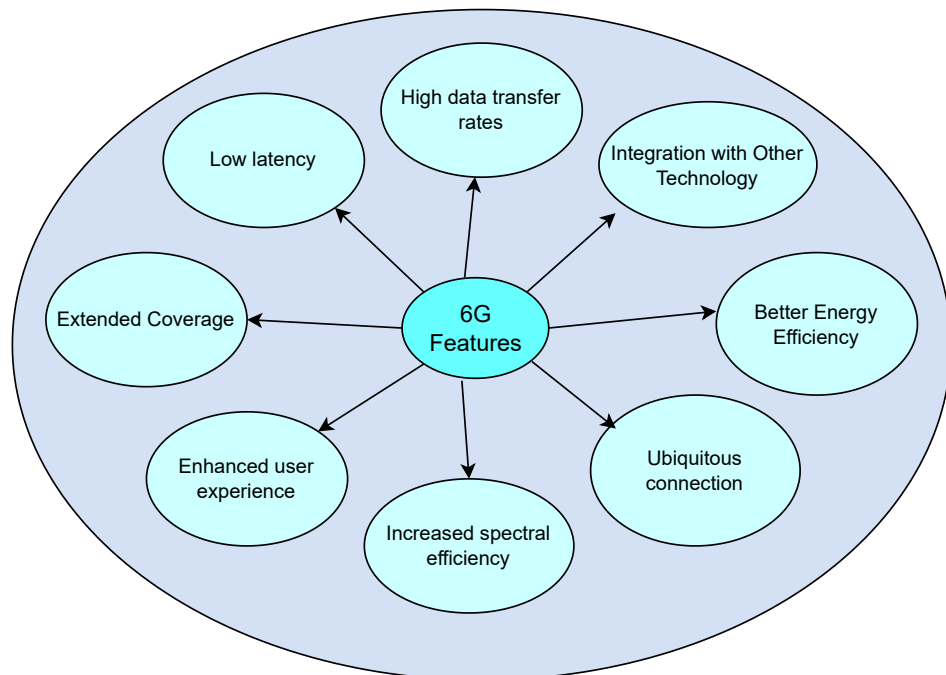 High data transfer
rates
Low latency
Integration with Other
Technology
Extended Coverage
6G
Features
Better Energy
Efficiency
Enhanced user
experience
Ubiquitous
connection
Increased spectral
efficiency